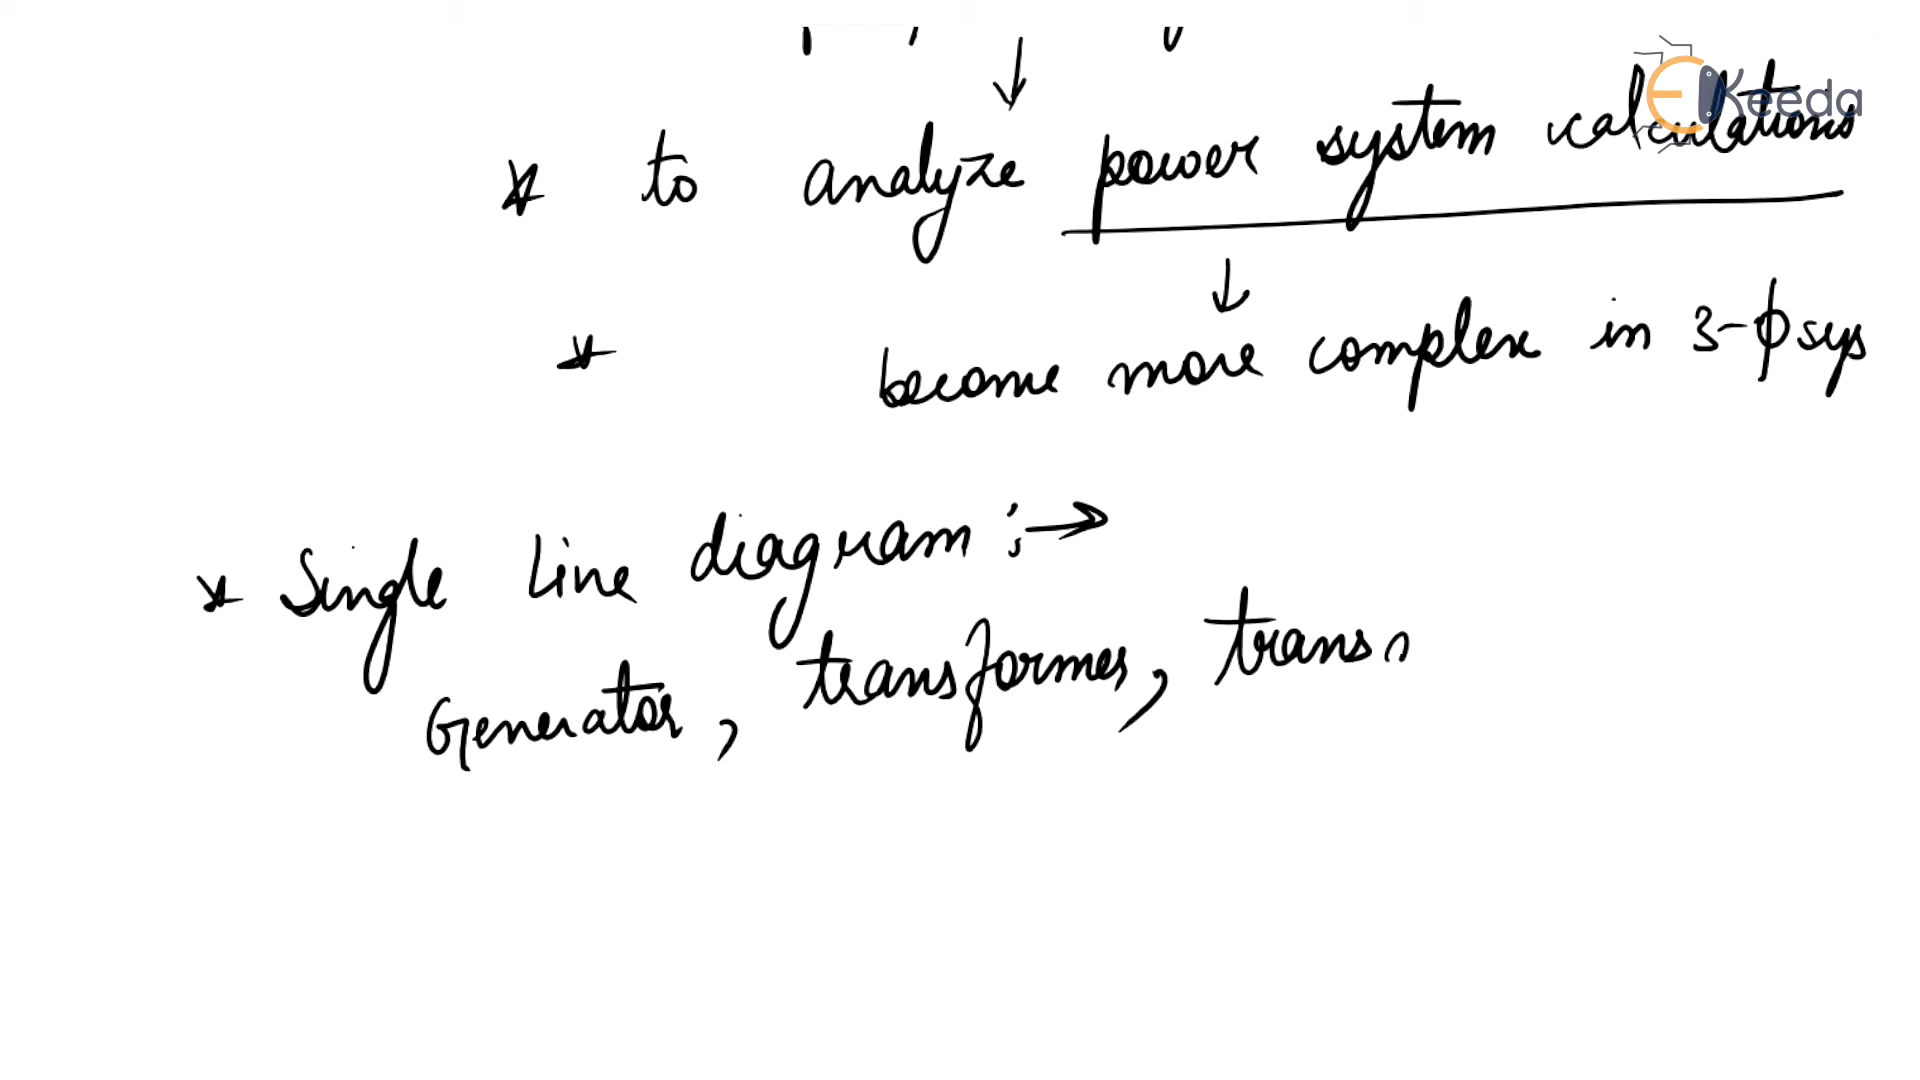 Keeda
↓
* to analyze power system calculations
↓
* become more complex in 3-ϕ sys
* Single Line diagram :→
Generator, transformer, trans